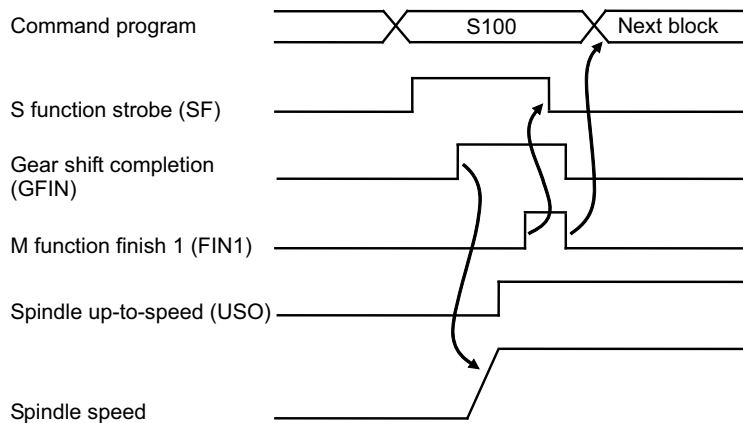 Command program
S100
Next block
S function strobe (SF)
Gear shift completion
(GFIN)
M function finish 1 (FIN1)
Spindle up-to-speed (USO)
Spindle speed